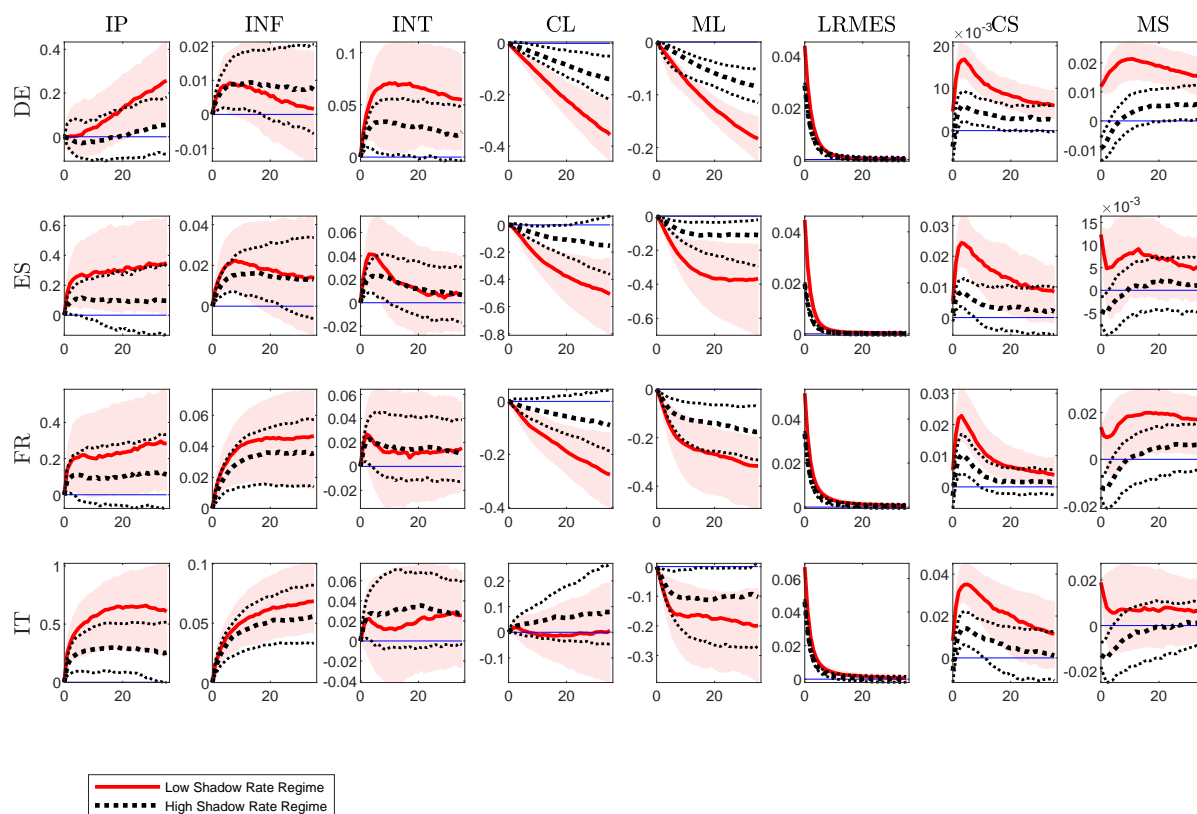 IP INF INT CL ML LRMES CS MS
DE
0.4 0.2 0 0 20
0.02 0.01 0 -0.01 0 20
0.1 0.05 0 0 20
0 -0.2 -0.4 0 20
0 -0.1 -0.2 0 20
0.04 0.02 0 0 20
×10-3 20 10 0 0 20
0.02 0.01 0 -0.01 0 20
ES
0.6 0.4 0.2 0 0 20
0.04 0.02 0 0 20
0.06 0.04 0.02 0 -0.02 0 20
0 -0.2 -0.4 -0.6 -0.8 0 20
0 -0.2 -0.4 -0.6 0 20
0.04 0.02 0 0 20
0.03 0.02 0.01 0 0 20
×10-3 15 10 5 0 -5 0 20
FR
0.4 0.2 0 0 20
0.06 0.04 0.02 0 0 20
0.06 0.04 0.02 0 -0.02 0 20
0 -0.2 -0.4 0 20
0 -0.2 -0.4 0 20
0.04 0.02 0 0 20
0.03 0.02 0.01 0 0 20
0.02 0 -0.02 0 20
IT
1 0.5 0 0 20
0.1 0.05 0 0 20
0.06 0.04 0.02 0 -0.02 -0.04 0 20
0.2 0.1 0 -0.1 0 20
0 -0.1 -0.2 -0.3 0 20
0.06 0.04 0.02 0 0 20
0.04 0.02 0 0 20
0.02 0 -0.02 0 20
Low Shadow Rate Regime
High Shadow Rate Regime